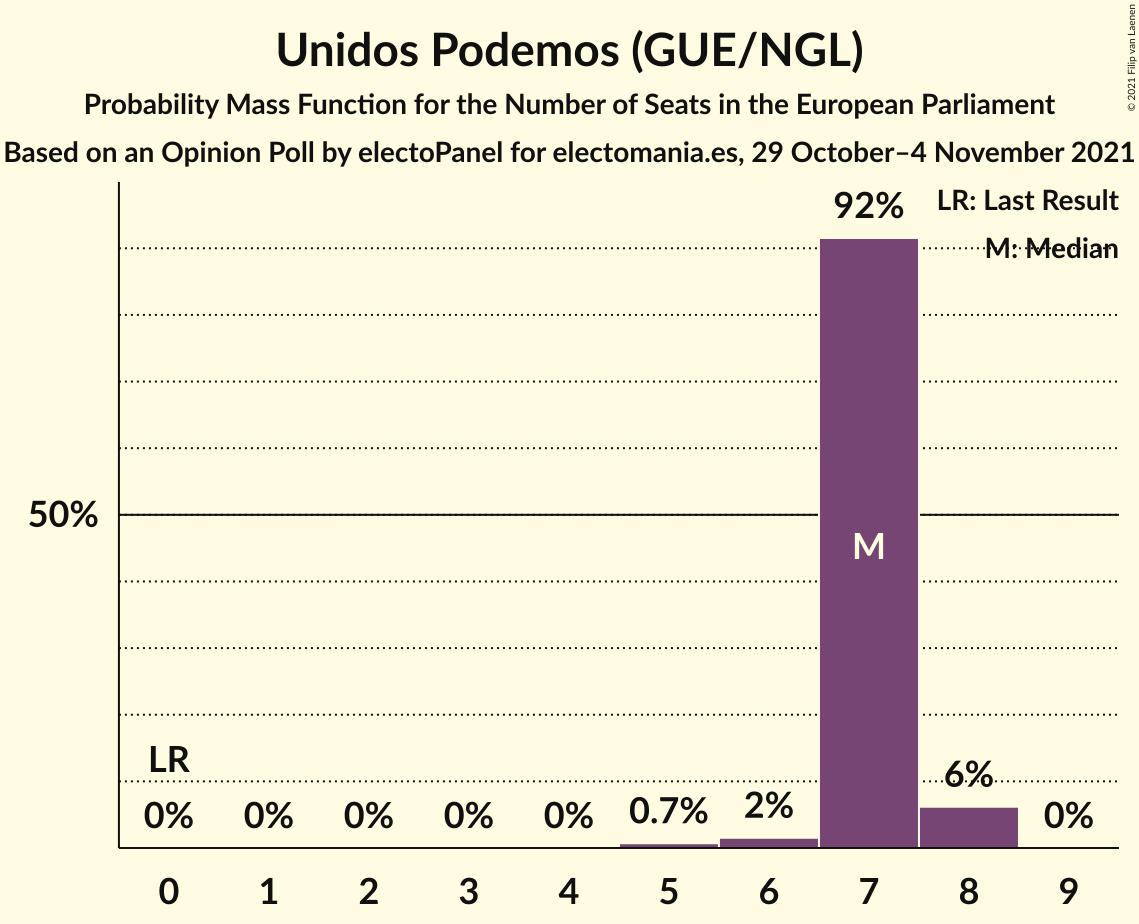 Unidos Podemos (GUE/NGL)
Probability Mass Function for the Number of Seats in the European Parliament
Based on an Opinion Poll by electoPanel for electomania.es, 29 October–4 November 2021
© 2021 Filip van Laenen
LR: Last Result
M: Median
92%
50%
M
LR
0% 0% 0% 0% 0% 0.7% 2% 6% 0%
0 1 2 3 4 5 6 7 8 9